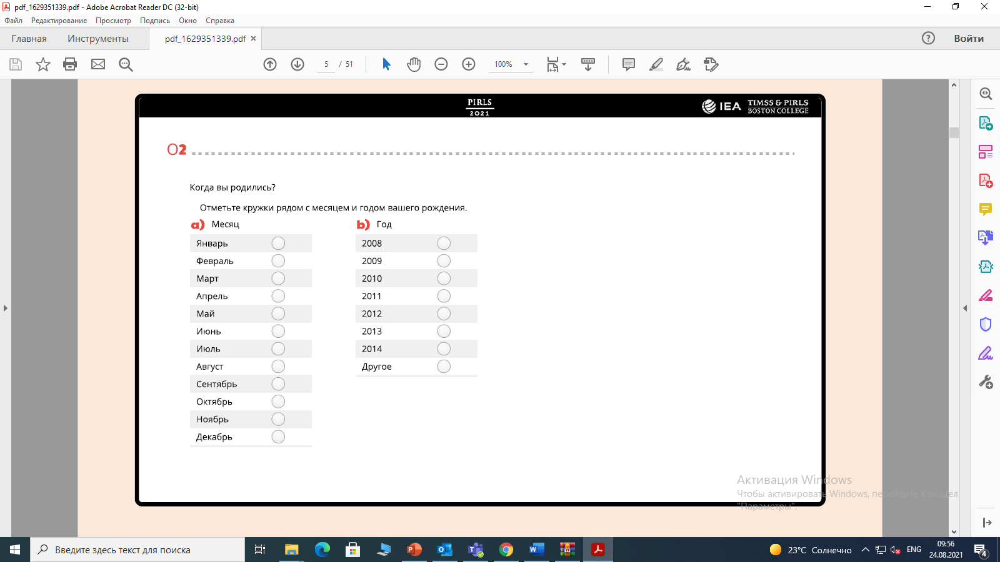 pdf_1629351339.pdf - Adobe Acrobat Reader DC (32-bit)
Файл Редактирование Просмотр Подпись Окно Справка
Главная Инструменты pdf_1629351339.pdf × Войти
5 / 51 100%
PIRLS
2021
IEA TIMSS & PIRLS
BOSTON COLLEGE
O2
Когда вы родились?
Отметьте кружки рядом с месяцем и годом вашего рождения.
a) Месяц b) Год
Январь 2008
Февраль 2009
Март 2010
Апрель 2011
Май 2012
Июнь 2013
Июль 2014
Август Другое
Сентябрь
Октябрь
Ноябрь
Декабрь
Активация Windows
Чтобы активировать Windows, перейдите в раздел
"Параметры".
Введите здесь текст для поиска
23°C Солнечно ENG
09:56
24.08.2021
4